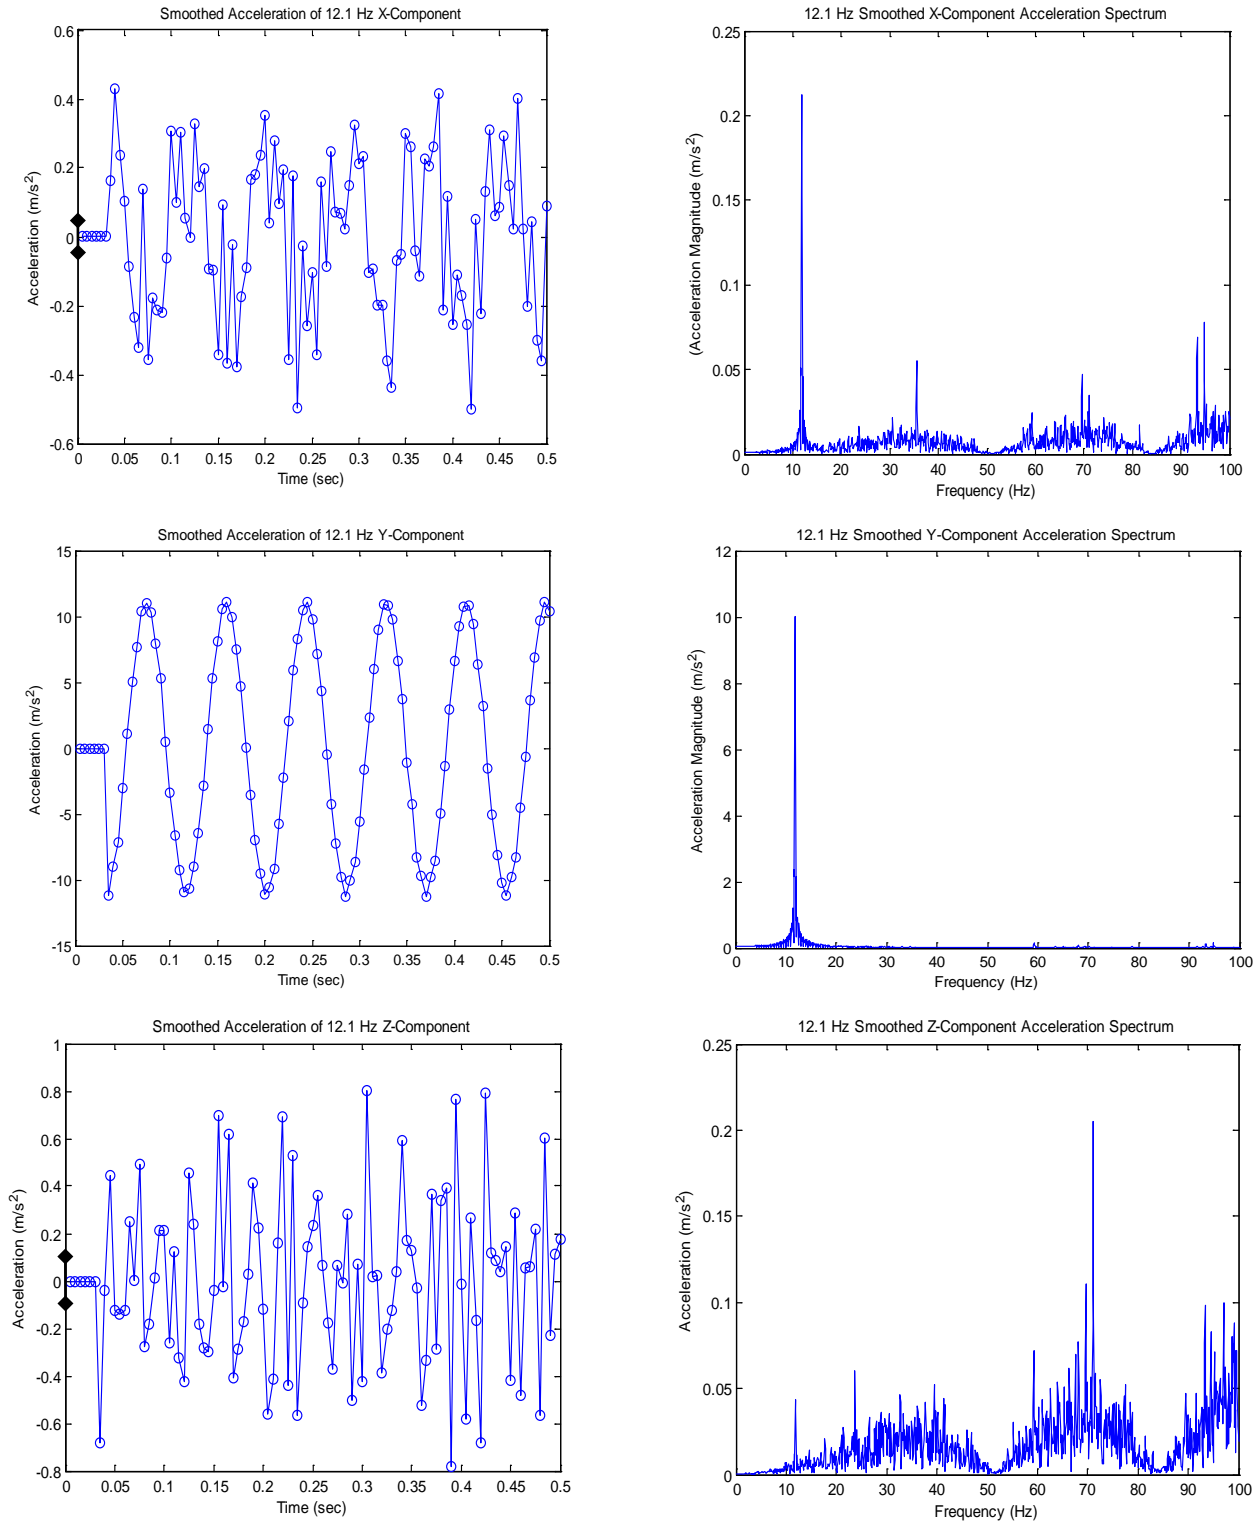 Smoothed Acceleration of 12.1 Hz X-Component
0.6
0.4
0.2
0
-0.2
-0.4
-0.6
Acceleration (m/s2)
0 0.05 0.1 0.15 0.2 0.25 0.3 0.35 0.4 0.45 0.5
Time (sec)
12.1 Hz Smoothed X-Component Acceleration Spectrum
0.25
0.2
0.15
0.1
0.05
0
(Acceleration Magnitude (m/s2)
0 10 20 30 40 50 60 70 80 90 100
Frequency (Hz)
Smoothed Acceleration of 12.1 Hz Y-Component
15
10
5
0
-5
-10
-15
Acceleration (m/s2)
0 0.05 0.1 0.15 0.2 0.25 0.3 0.35 0.4 0.45 0.5
Time (sec)
12.1 Hz Smoothed Y-Component Acceleration Spectrum
12
10
8
6
4
2
0
Acceleration Magnitude (m/s2)
0 10 20 30 40 50 60 70 80 90 100
Frequency (Hz)
Smoothed Acceleration of 12.1 Hz Z-Component
1
0.8
0.6
0.4
0.2
0
-0.2
-0.4
-0.6
-0.8
Acceleration (m/s2)
0 0.05 0.1 0.15 0.2 0.25 0.3 0.35 0.4 0.45 0.5
Time (sec)
12.1 Hz Smoothed Z-Component Acceleration Spectrum
0.25
0.2
0.15
0.1
0.05
0
Acceleration (m/s2)
0 10 20 30 40 50 60 70 80 90 100
Frequency (Hz)